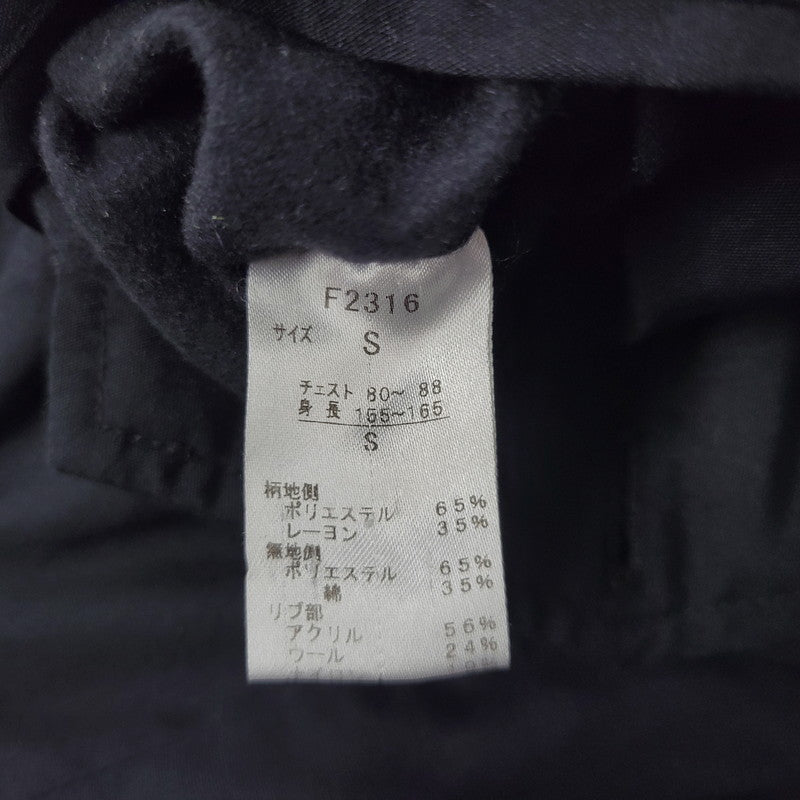 F2316
サイズ S
チェスト 80~ 88
身長 155~165
S
柄地側
ポリエステル 65%
レーヨン 35%
無地側
ポリエステル 65%
綿 35%
リブ部
アクリル 56%
ウール 24%